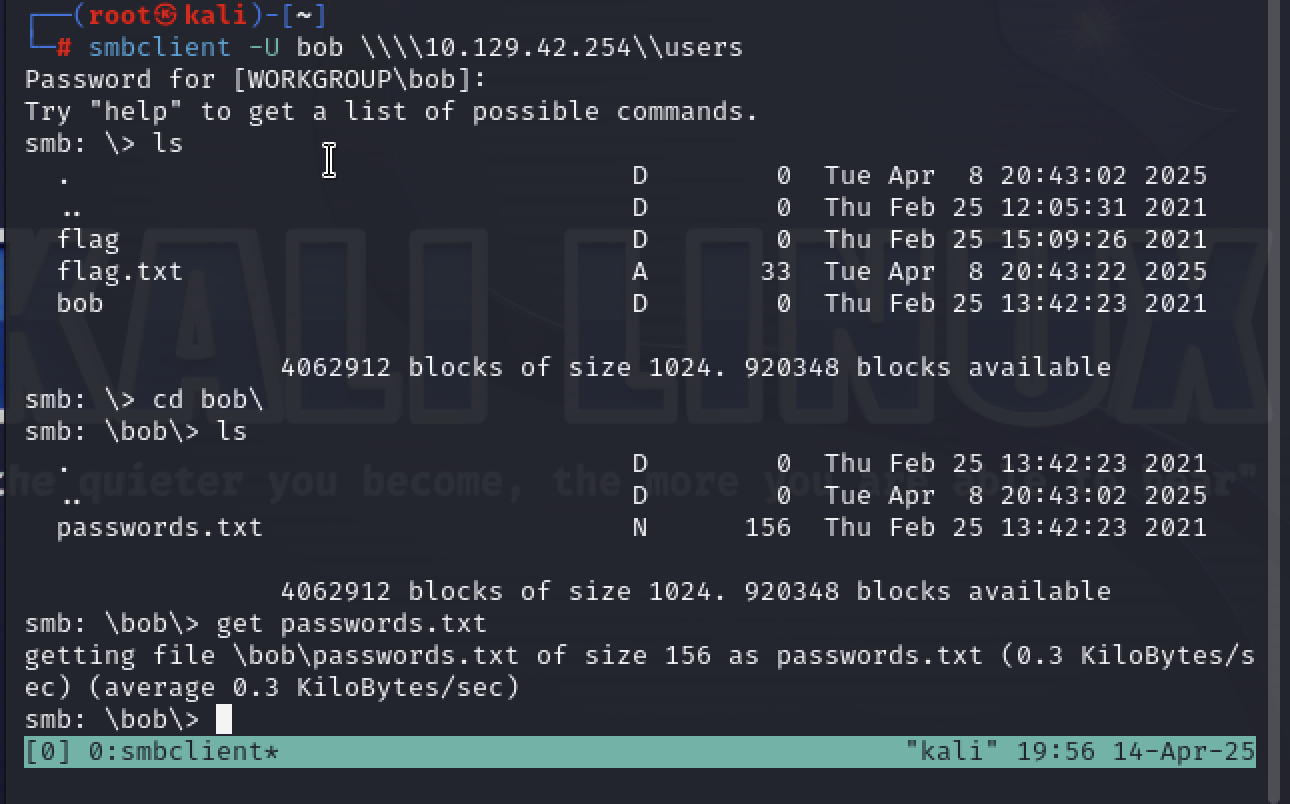 ┌──(root㉿kali)-[~]
└─# smbclient -U bob \\\\10.129.42.254\\users
Password for [WORKGROUP\bob]:
Try "help" to get a list of possible commands.
smb: \> ls
  .                                   D        0  Tue Apr  8 20:43:02 2025
  ..                                  D        0  Thu Feb 25 12:05:31 2021
  flag                                D        0  Thu Feb 25 15:09:26 2021
  flag.txt                            A       33  Tue Apr  8 20:43:22 2025
  bob                                 D        0  Thu Feb 25 13:42:23 2021
                4062912 blocks of size 1024. 920348 blocks available
smb: \> cd bob\
smb: \bob\> ls
  .                                   D        0  Thu Feb 25 13:42:23 2021
  ..                                  D        0  Tue Apr  8 20:43:02 2025
  passwords.txt                       N      156  Thu Feb 25 13:42:23 2021
                4062912 blocks of size 1024. 920348 blocks available
smb: \bob\> get passwords.txt
getting file \bob\passwords.txt of size 156 as passwords.txt (0.3 KiloBytes/s
ec) (average 0.3 KiloBytes/sec)
smb: \bob\>
[0] 0:smbclient* "kali" 19:56 14-Apr-25
KALI LINUX
he quieter you become, the more you are able to hear"